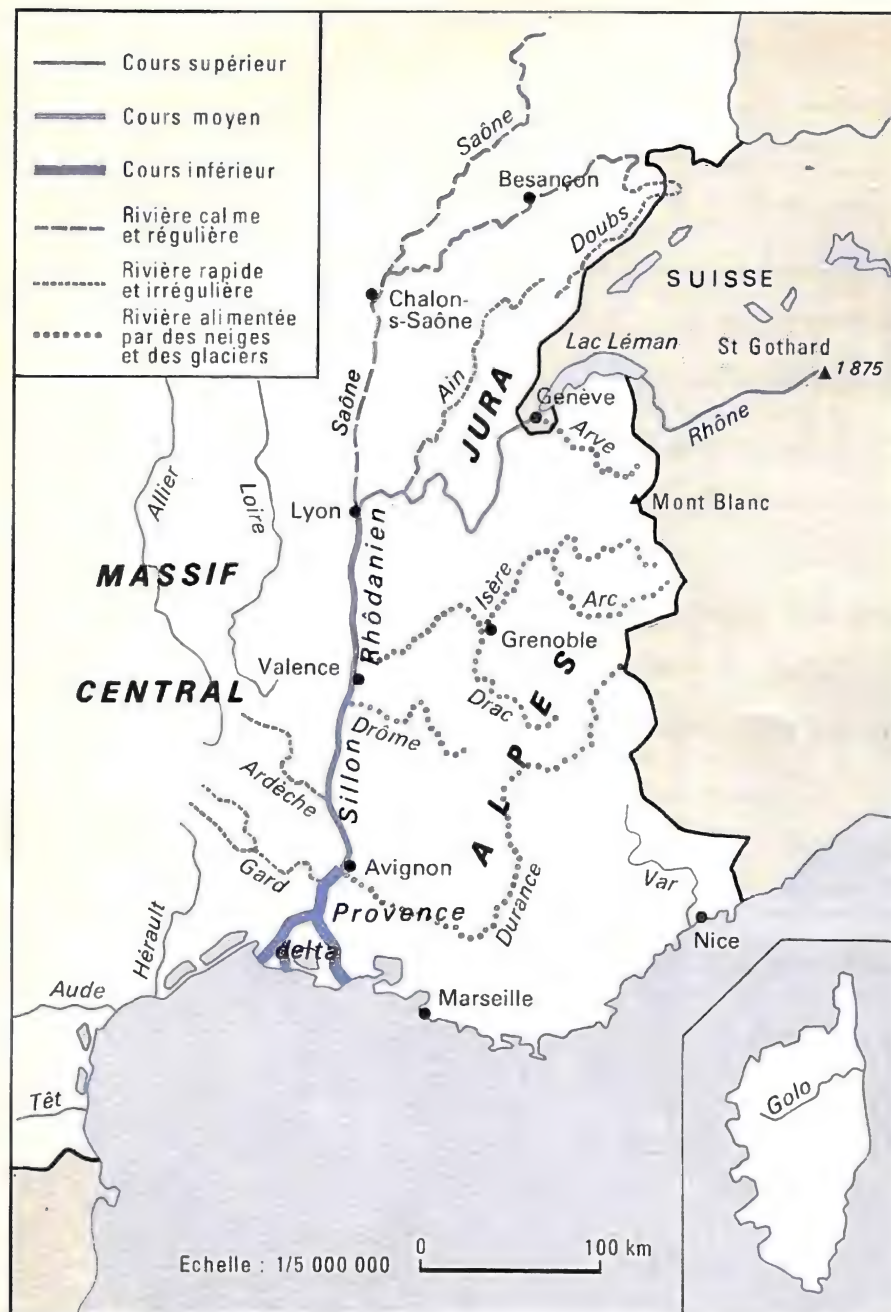 Cours supérieur
Cours moyen
Cours inférieur
Rivière calme
et régulière
Rivière rapide
et irrégulière
Rivière alimentée
par des neiges
et des glaciers
Saône
Besançon
Doubs
Chalon-
s-Saône
SUISSE
Lac Léman
St Gothard
1 875
Ain
Saône
JURA
Genève
Arve
Rhône
Allier
Loire
Lyon
Mont Blanc
MASSIF
CENTRAL
Sillon Rhôdanien
Isère
Arc
Grenoble
Valence
Drac
Drôme
ALPES
Ardèche
Gard
Avignon
Provence
Durance
Var
Nice
delta
Hérault
Marseille
Aude
Têt
Golo
Echelle : 1/5 000 000
0 100 km